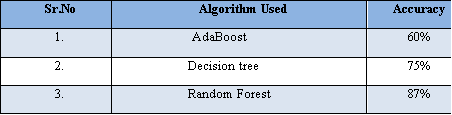 Sr.No Algorithm Used Accuracy
1. AdaBoost 60%
2. Decision tree 75%
3. Random Forest 87%